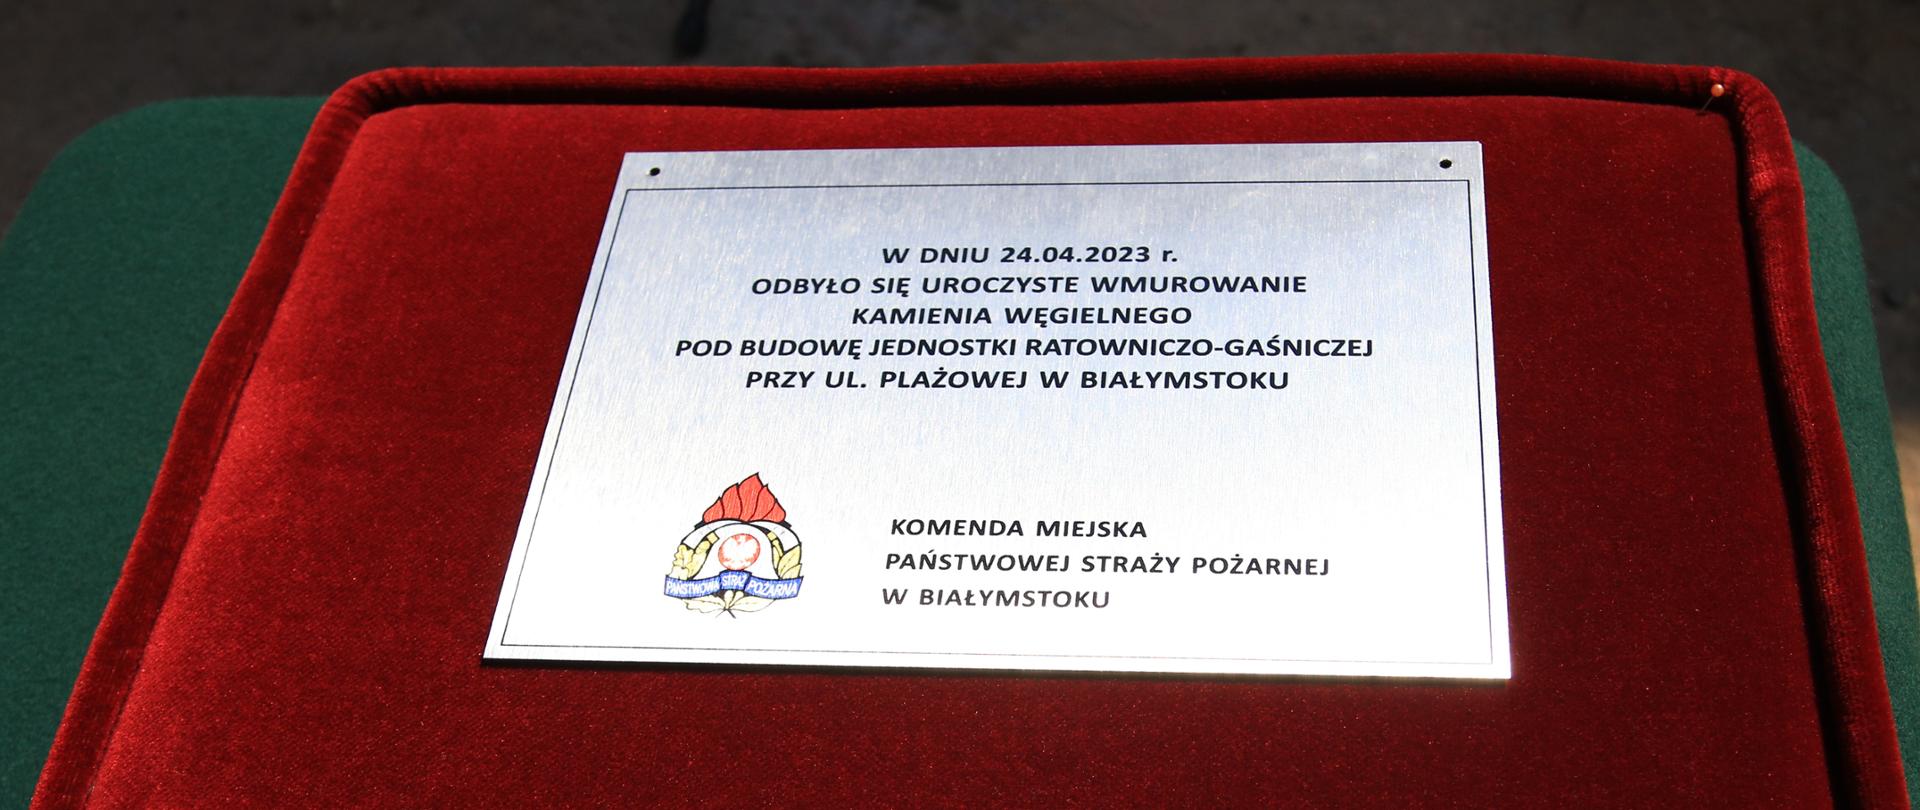 W DNIU 24.04.2023 r.
ODBYŁO SIĘ UROCZYSTE WMUROWANIE
KAMIENIA WĘGIELNEGO
POD BUDOWĘ JEDNOSTKI RATOWNICZO-GAŚNICZEJ
PRZY UL. PLAŻOWEJ W BIAŁYMSTOKU
KOMENDA MIEJSKA
PAŃSTWOWEJ STRAŻY POŻARNEJ
W BIAŁYMSTOKU
PAŃSTWOWA STRAŻ POŻARNA